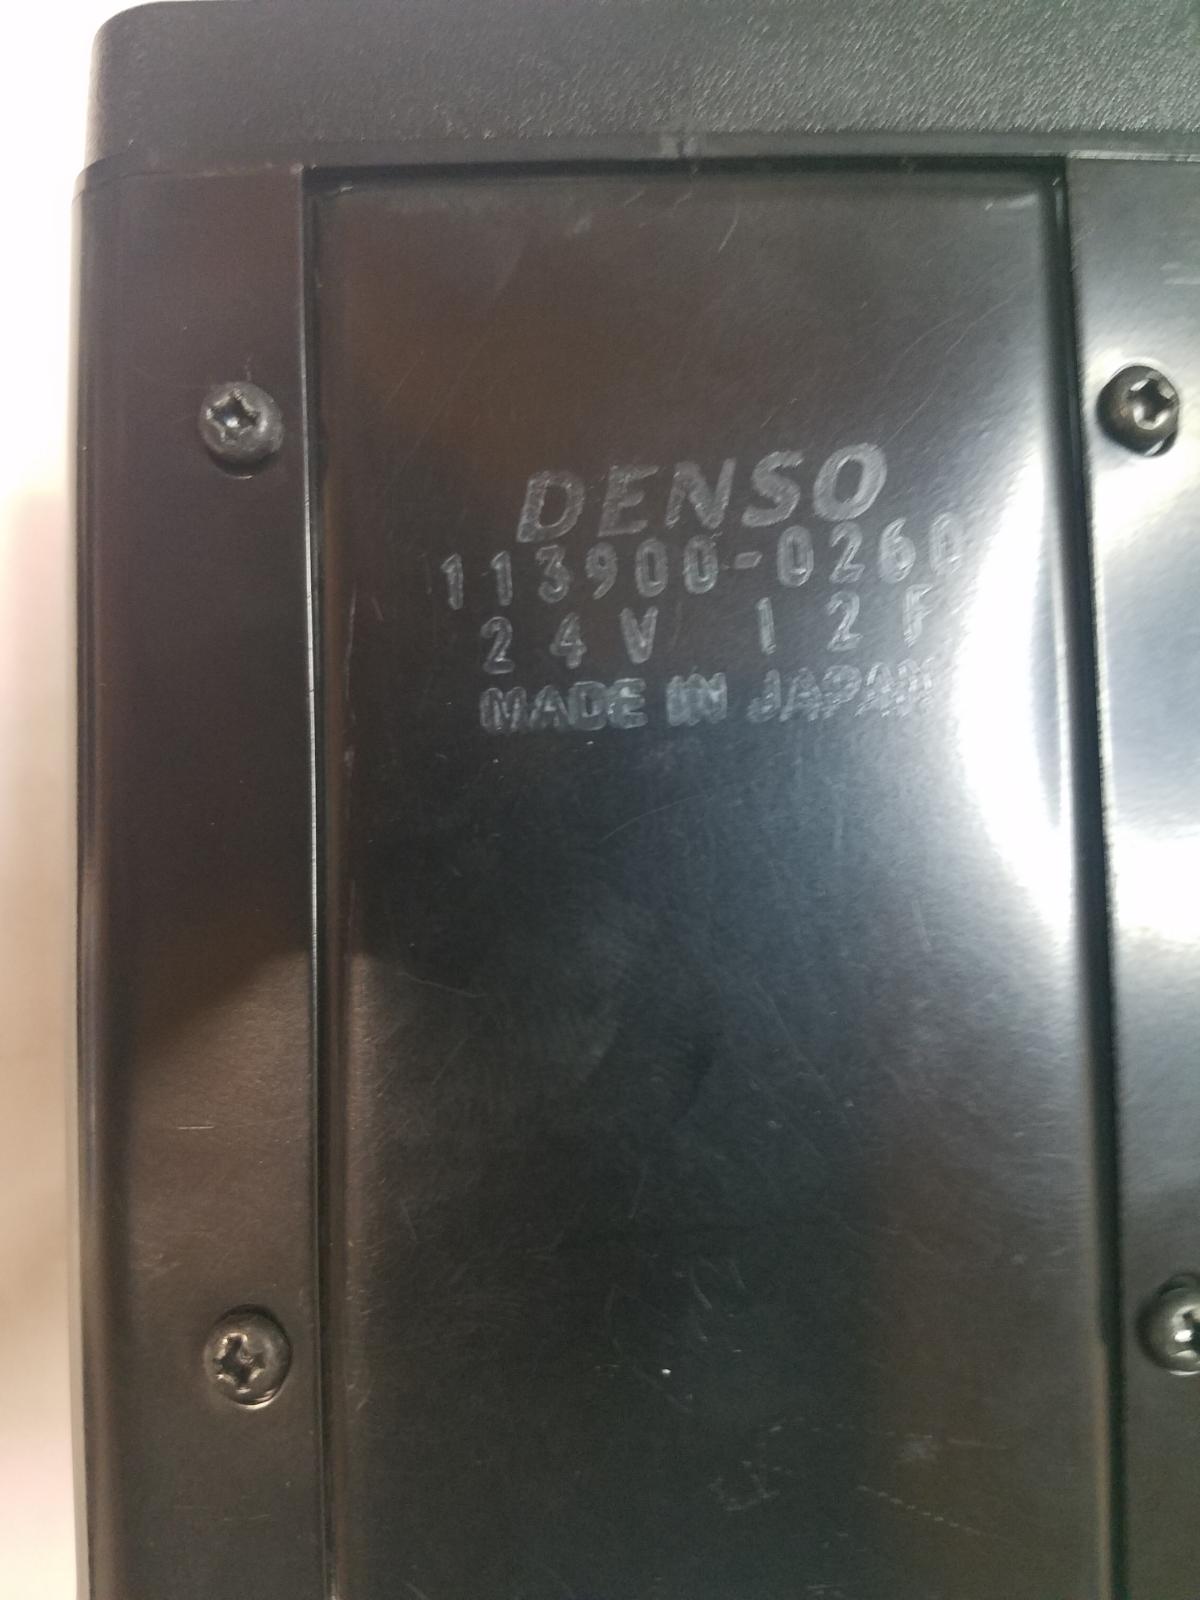 DENSO
113900-0260
24V 12F
MADE IN JAPAN